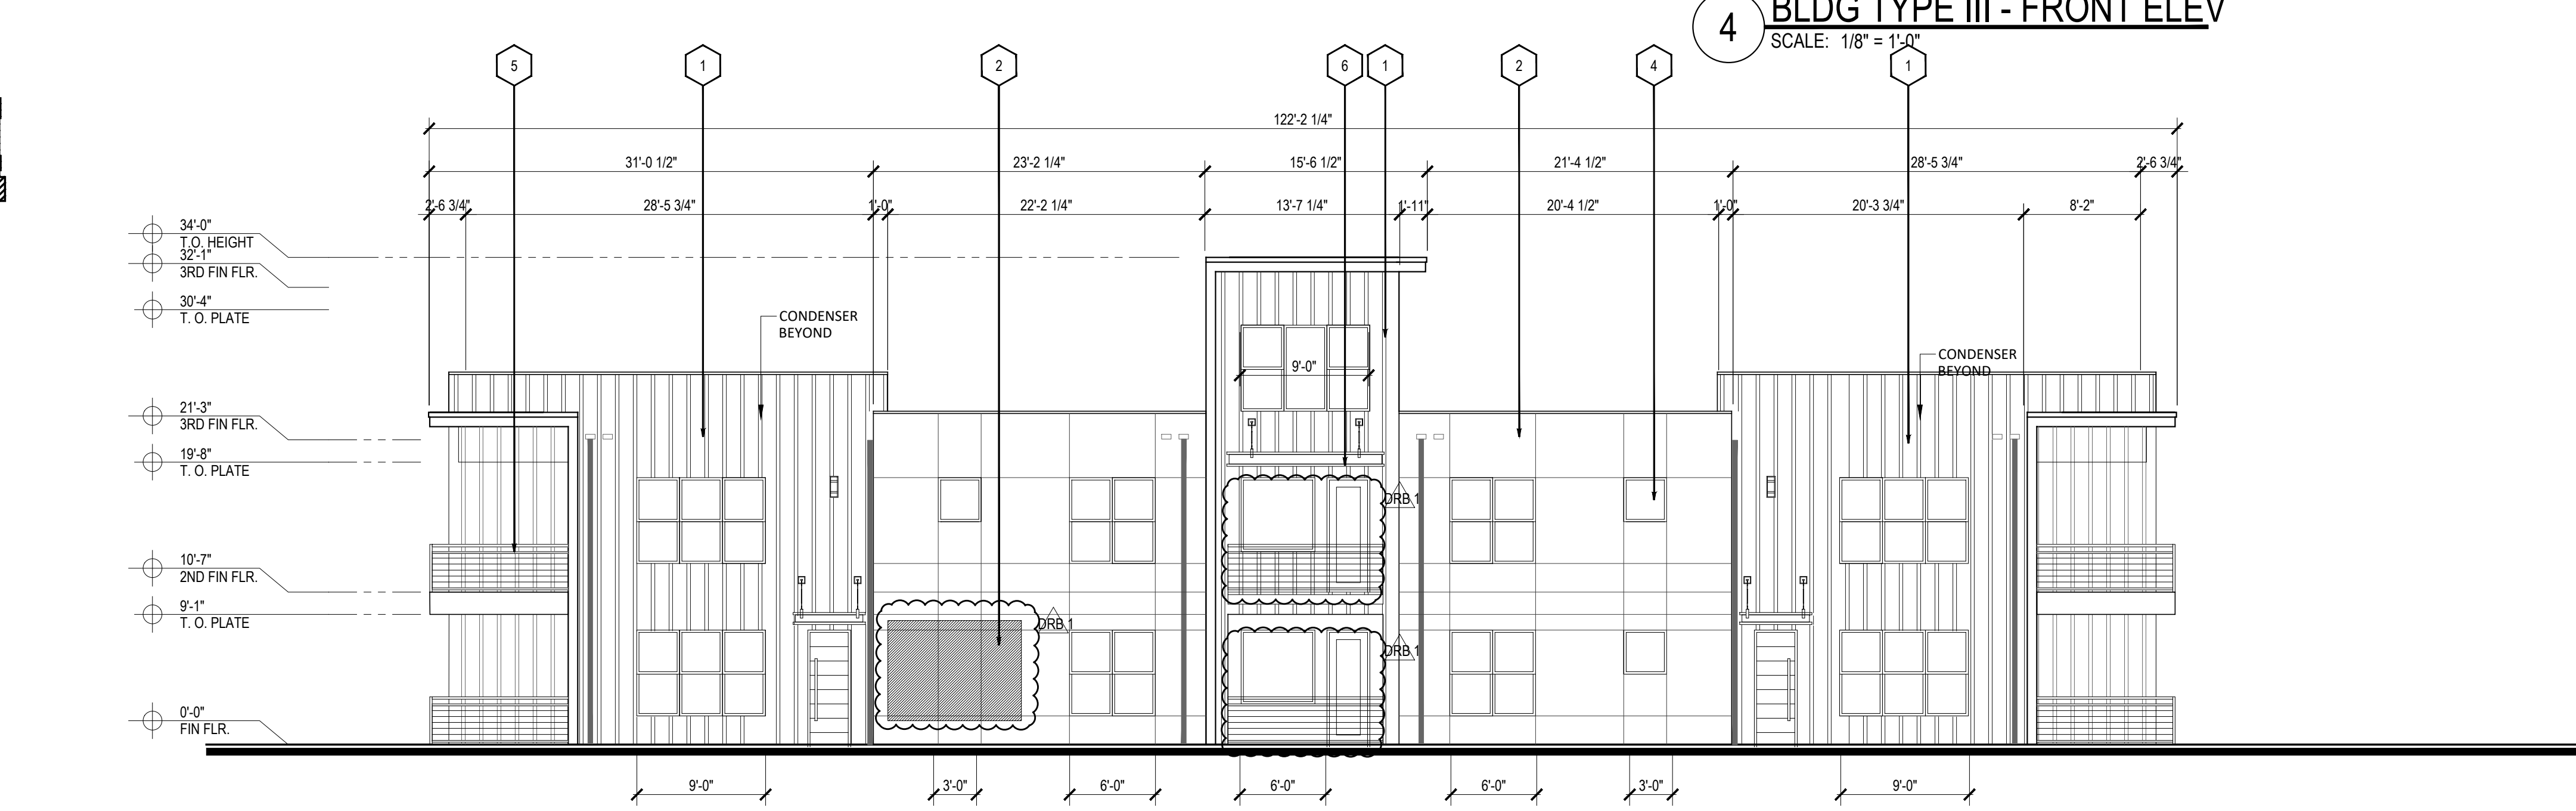 BLDG TYPE III - FRONT ELEV
4
SCALE: 1/8" = 1'-0"
5
1
2
6
1
2
4
1
122'-2 1/4"
31'-0 1/2"
23'-2 1/4"
15'-6 1/2"
21'-4 1/2"
28'-5 3/4"
2'-6 3/4"
2'-6 3/4"
28'-5 3/4"
1'-0"
22'-2 1/4"
13'-7 1/4"
1'-11"
20'-4 1/2"
1'-0"
20'-3 3/4"
8'-2"
34'-0"
T.O. HEIGHT
32'-1"
3RD FIN FLR.
30'-4"
T. O. PLATE
CONDENSER
BEYOND
CONDENSER
BEYOND
9'-0"
21'-3"
3RD FIN FLR.
19'-8"
T. O. PLATE
DRB 1
10'-7"
2ND FIN FLR.
9'-1"
T. O. PLATE
DRB 1
DRB 1
0'-0"
FIN FLR.
9'-0"
3'-0"
6'-0"
6'-0"
6'-0"
3'-0"
9'-0"